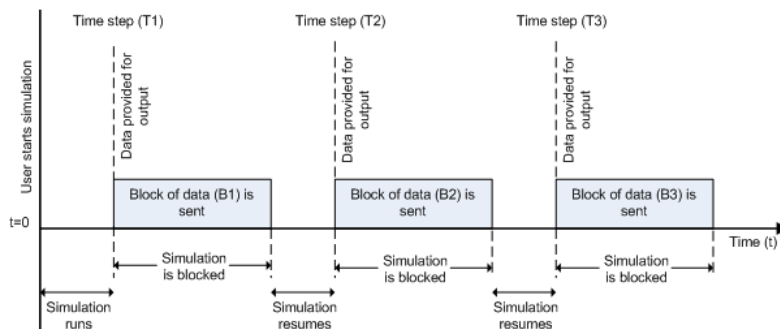 Time step (T1)
Time step (T2)
Time step (T3)
User starts simulation
Data provided for
output
Data provided for
output
Data provided for
output
Block of data (B1) is
sent
Block of data (B2) is
sent
Block of data (B3) is
sent
t=0
Time (t)
Simulation
is blocked
Simulation
is blocked
Simulation
is blocked
Simulation
runs
Simulation
resumes
Simulation
resumes